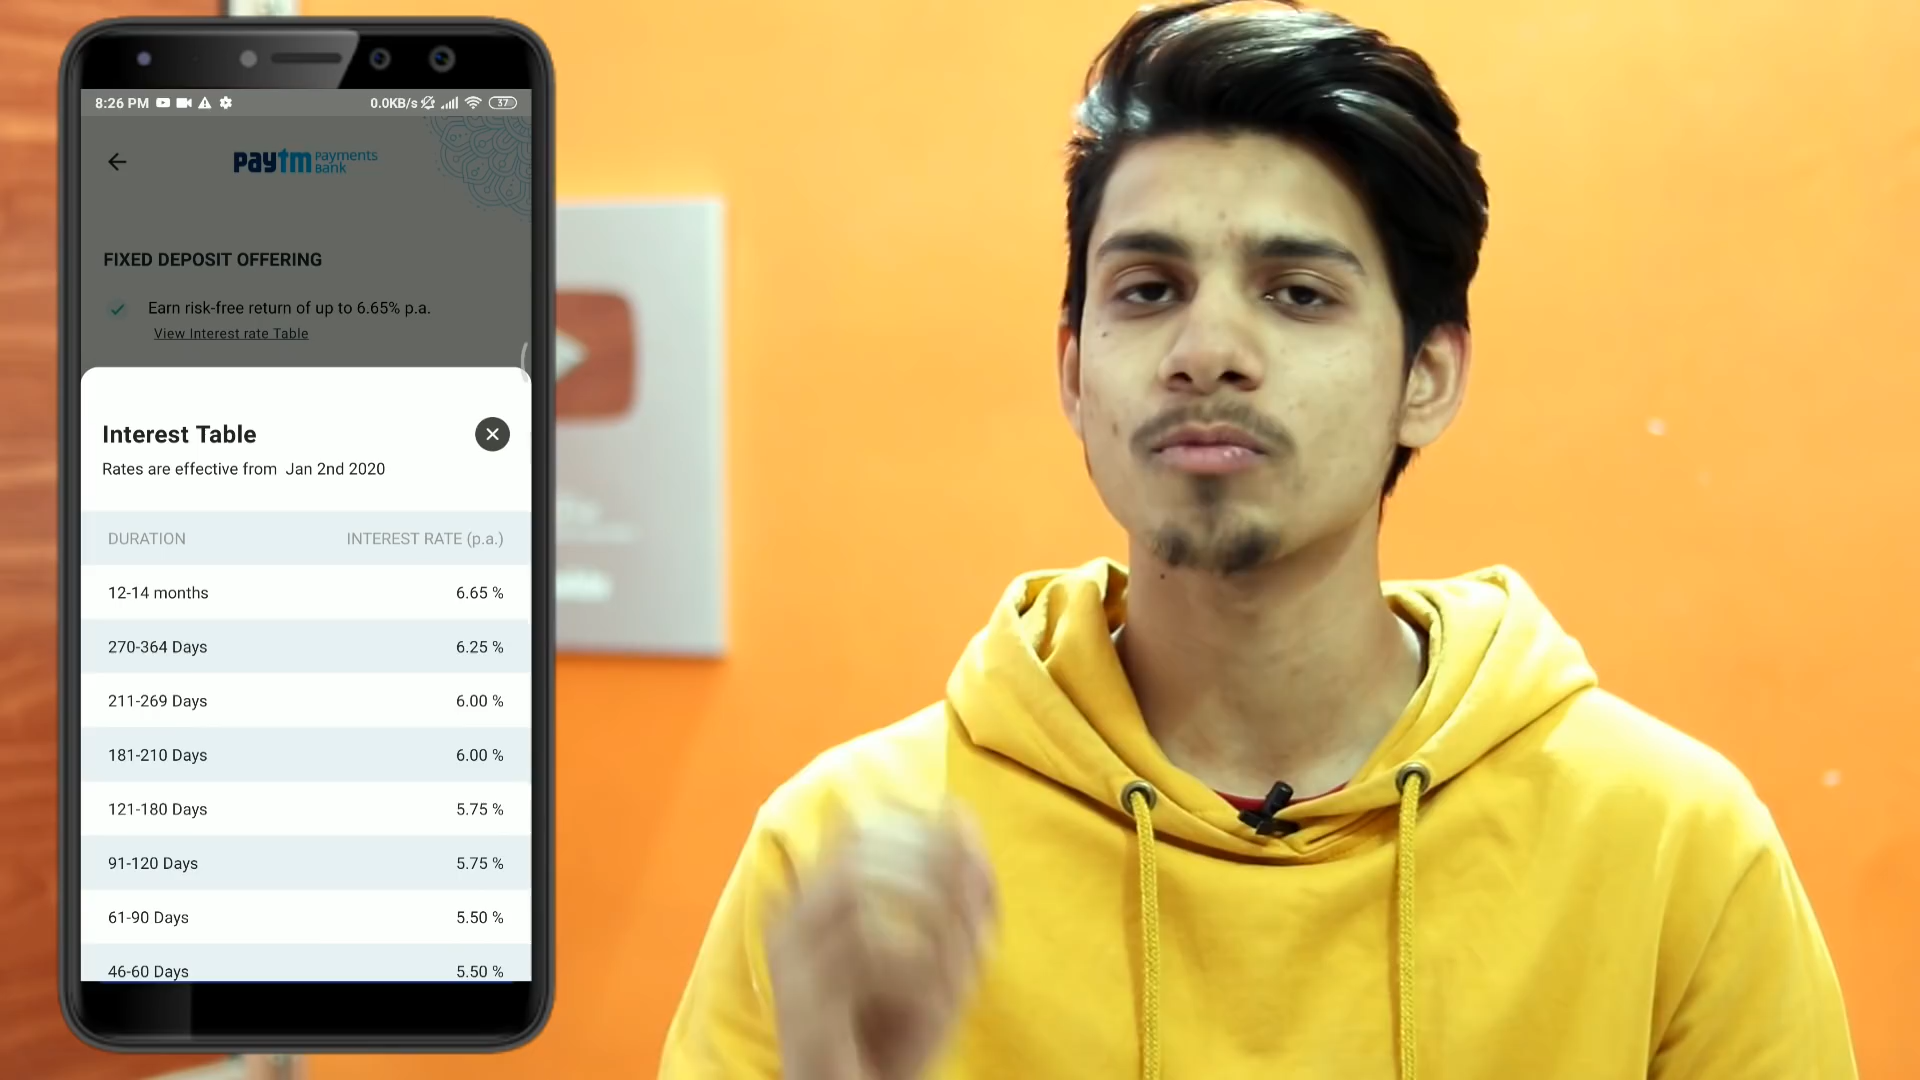 8:26 PM
0.0KB/s
37
paytm Payments Bank
FIXED DEPOSIT OFFERING
Earn risk-free return of up to 6.65% p.a.
View Interest rate Table
Interest Table
Rates are effective from Jan 2nd 2020
DURATION INTEREST RATE (p.a.)
12-14 months 6.65 %
270-364 Days 6.25 %
211-269 Days 6.00 %
181-210 Days 6.00 %
121-180 Days 5.75 %
91-120 Days 5.75 %
61-90 Days 5.50 %
46-60 Days 5.50 %